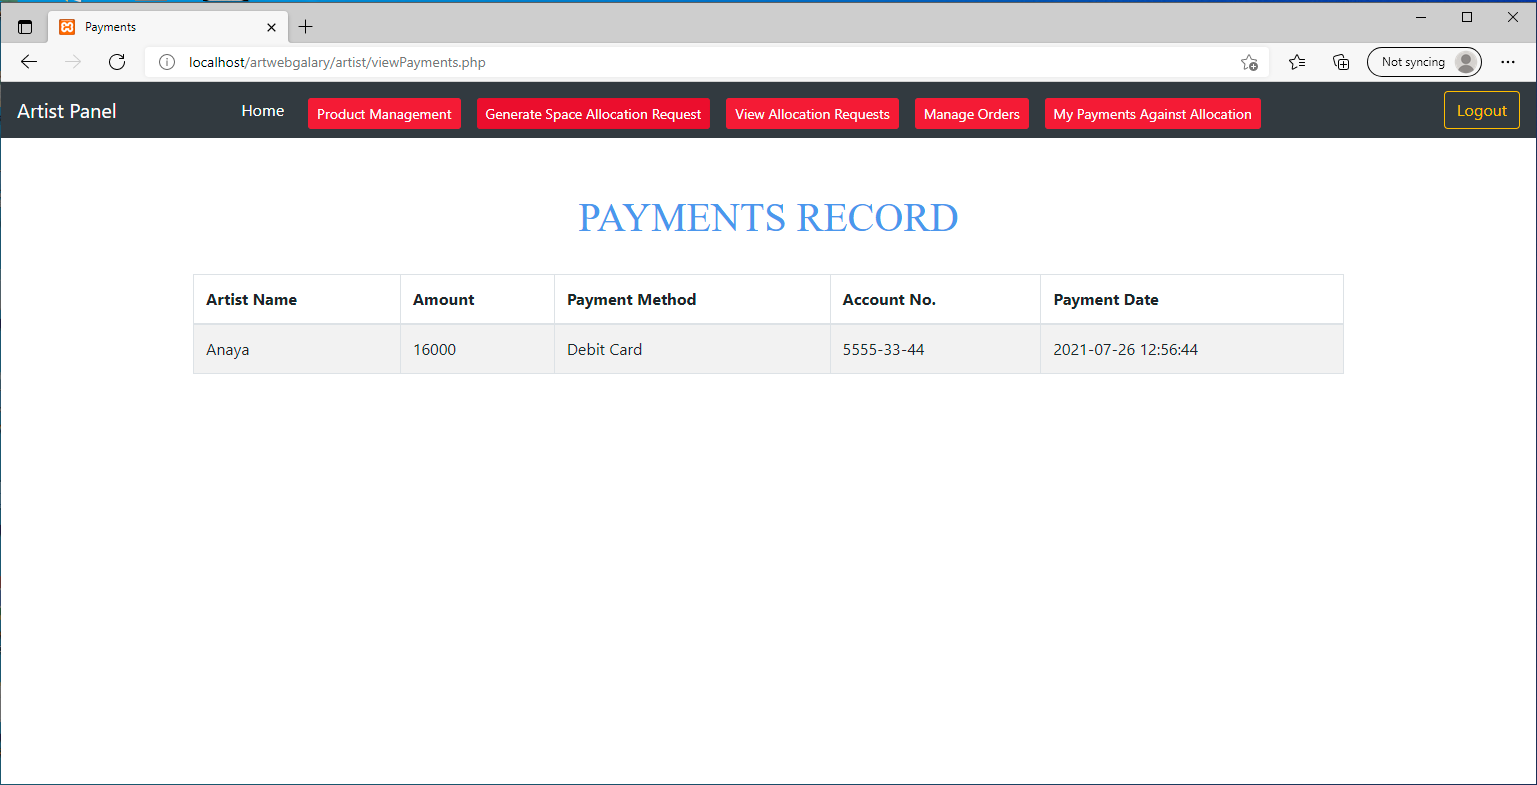 Payments
localhost/artwebgalary/artist/viewPayments.php
Not syncing
Artist Panel Home Product Management Generate Space Allocation Request View Allocation Requests Manage Orders My Payments Against Allocation Logout
PAYMENTS RECORD
Artist Name Amount Payment Method Account No. Payment Date
Anaya 16000 Debit Card 5555-33-44 2021-07-26 12:56:44